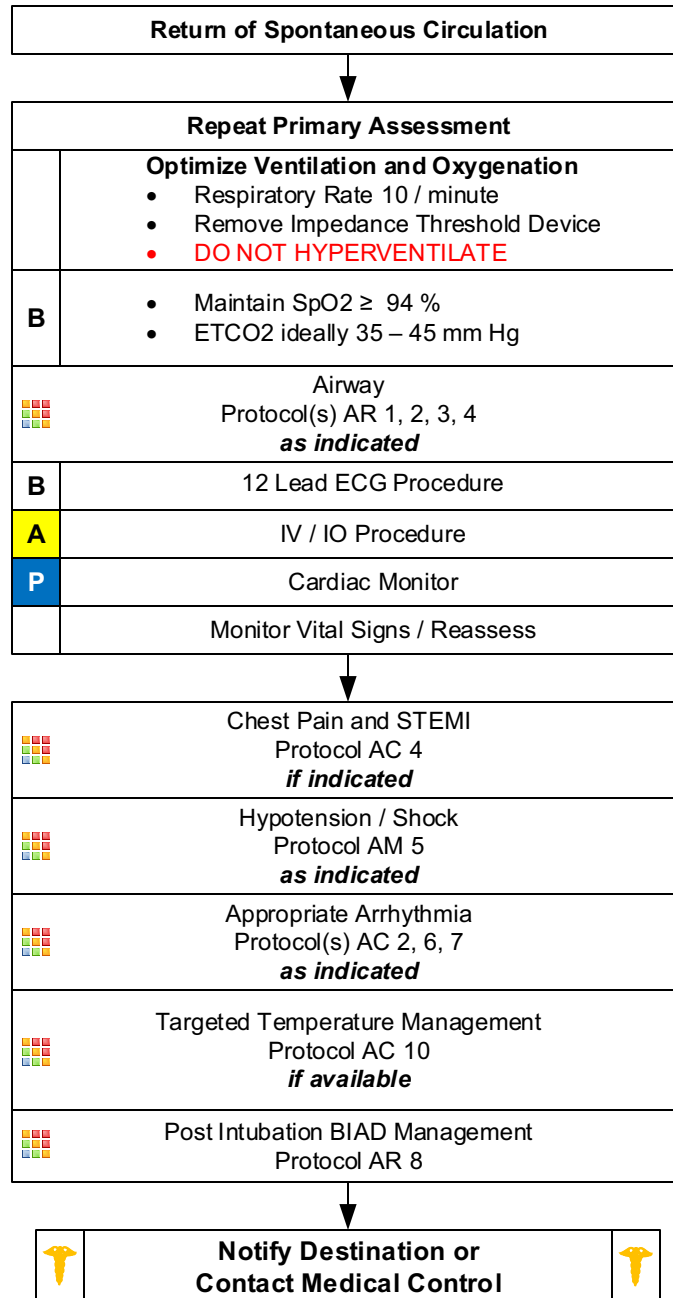 Return of Spontaneous Circulation
Repeat Primary Assessment
Optimize Ventilation and Oxygenation
• Respiratory Rate 10 / minute
• Remove Impedance Threshold Device
• DO NOT HYPERVENTILATE
B
• Maintain SpO2 ≥ 94 %
• ETCO2 ideally 35 – 45 mm Hg
Airway
Protocol(s) AR 1, 2, 3, 4
as indicated
B
12 Lead ECG Procedure
A
IV / IO Procedure
P
Cardiac Monitor
Monitor Vital Signs / Reassess
Chest Pain and STEMI
Protocol AC 4
if indicated
Hypotension / Shock
Protocol AM 5
as indicated
Appropriate Arrhythmia
Protocol(s) AC 2, 6, 7
as indicated
Targeted Temperature Management
Protocol AC 10
if available
Post Intubation BIAD Management
Protocol AR 8
Notify Destination or
Contact Medical Control